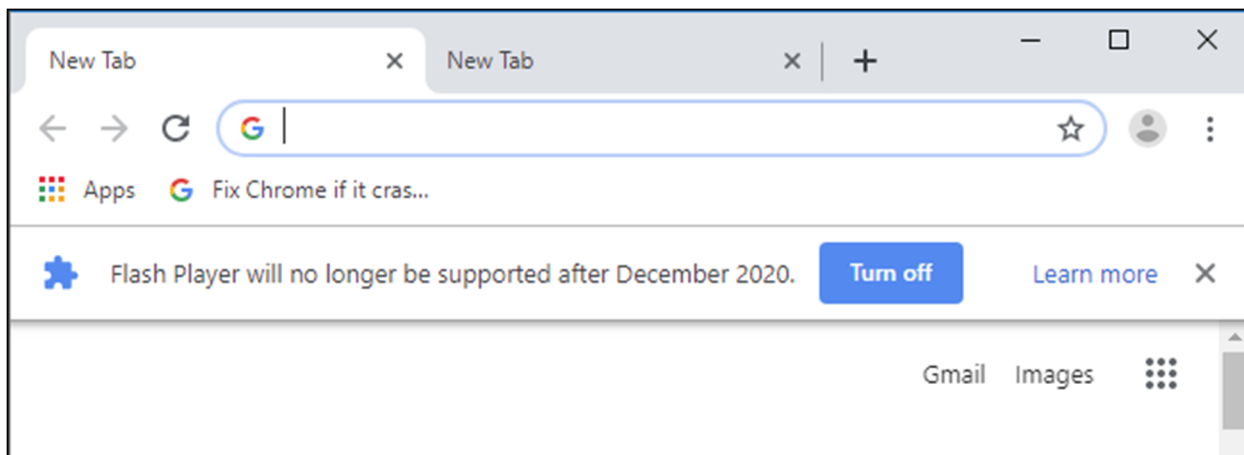 New Tab New Tab
Apps Fix Chrome if it cras...
Flash Player will no longer be supported after December 2020. Turn off Learn more
Gmail Images